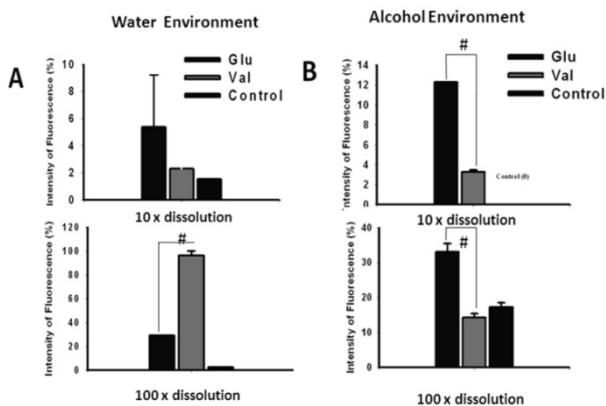 Water Environment
A
Intensity of Fluorescence (%)
10
8
6
4
2
0
Glu
Val
Control
10 x dissolution
Intensity of Fluorescence (%)
120
100
80
60
40
20
0
#
100 x dissolution
Alcohol Environment
B
Intensity of Fluorescence (%)
14
12
10
8
6
4
2
0
#
Glu
Val
Control
Control (0)
10 x dissolution
Intensity of Fluorescence (%)
40
30
20
10
0
#
100 x dissolution